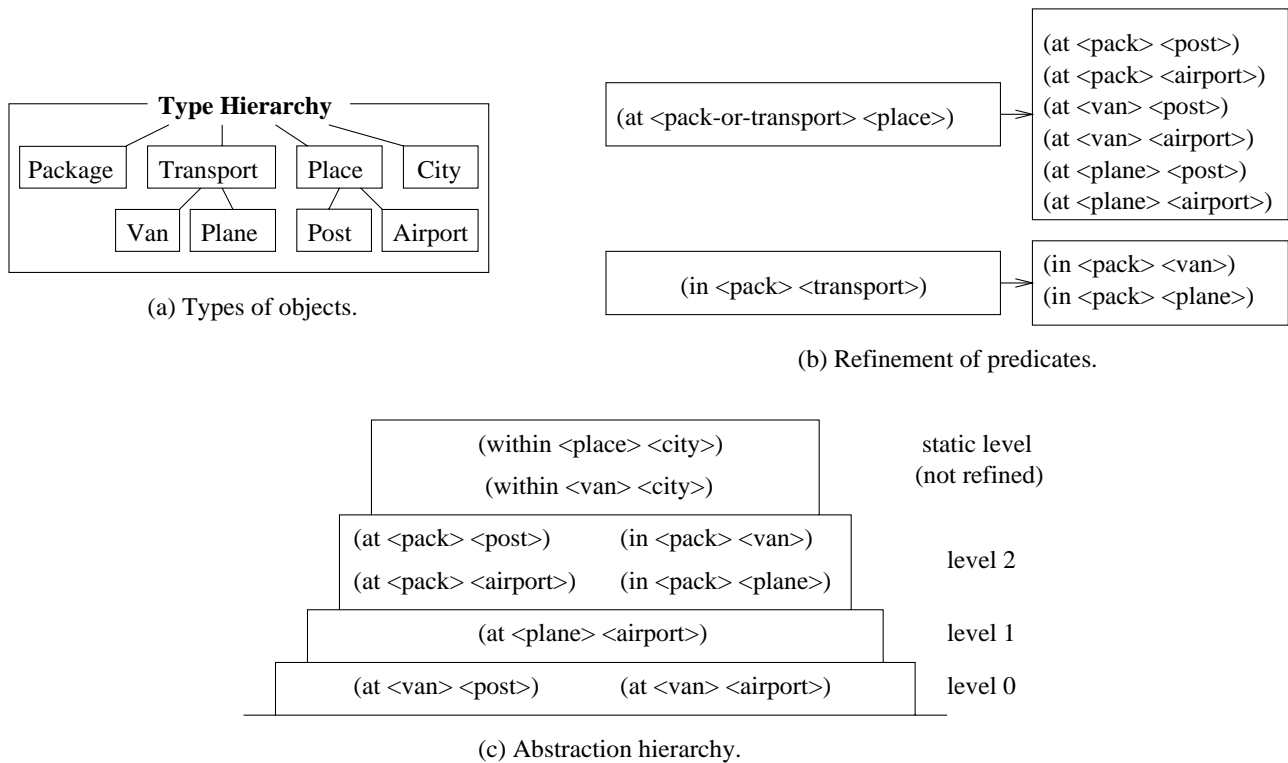 Type Hierarchy
Package Transport Place City
Van Plane Post Airport
(a) Types of objects.
(at <pack-or-transport> <place>)
(at <pack> <post>)
(at <pack> <airport>)
(at <van> <post>)
(at <van> <airport>)
(at <plane> <post>)
(at <plane> <airport>)
(in <pack> <transport>)
(in <pack> <van>)
(in <pack> <plane>)
(b) Refinement of predicates.
(within <place> <city>)
(within <van> <city>)
static level
(not refined)
(at <pack> <post>) (in <pack> <van>)
(at <pack> <airport>) (in <pack> <plane>)
level 2
(at <plane> <airport>) level 1
(at <van> <post>) (at <van> <airport>) level 0
(c) Abstraction hierarchy.